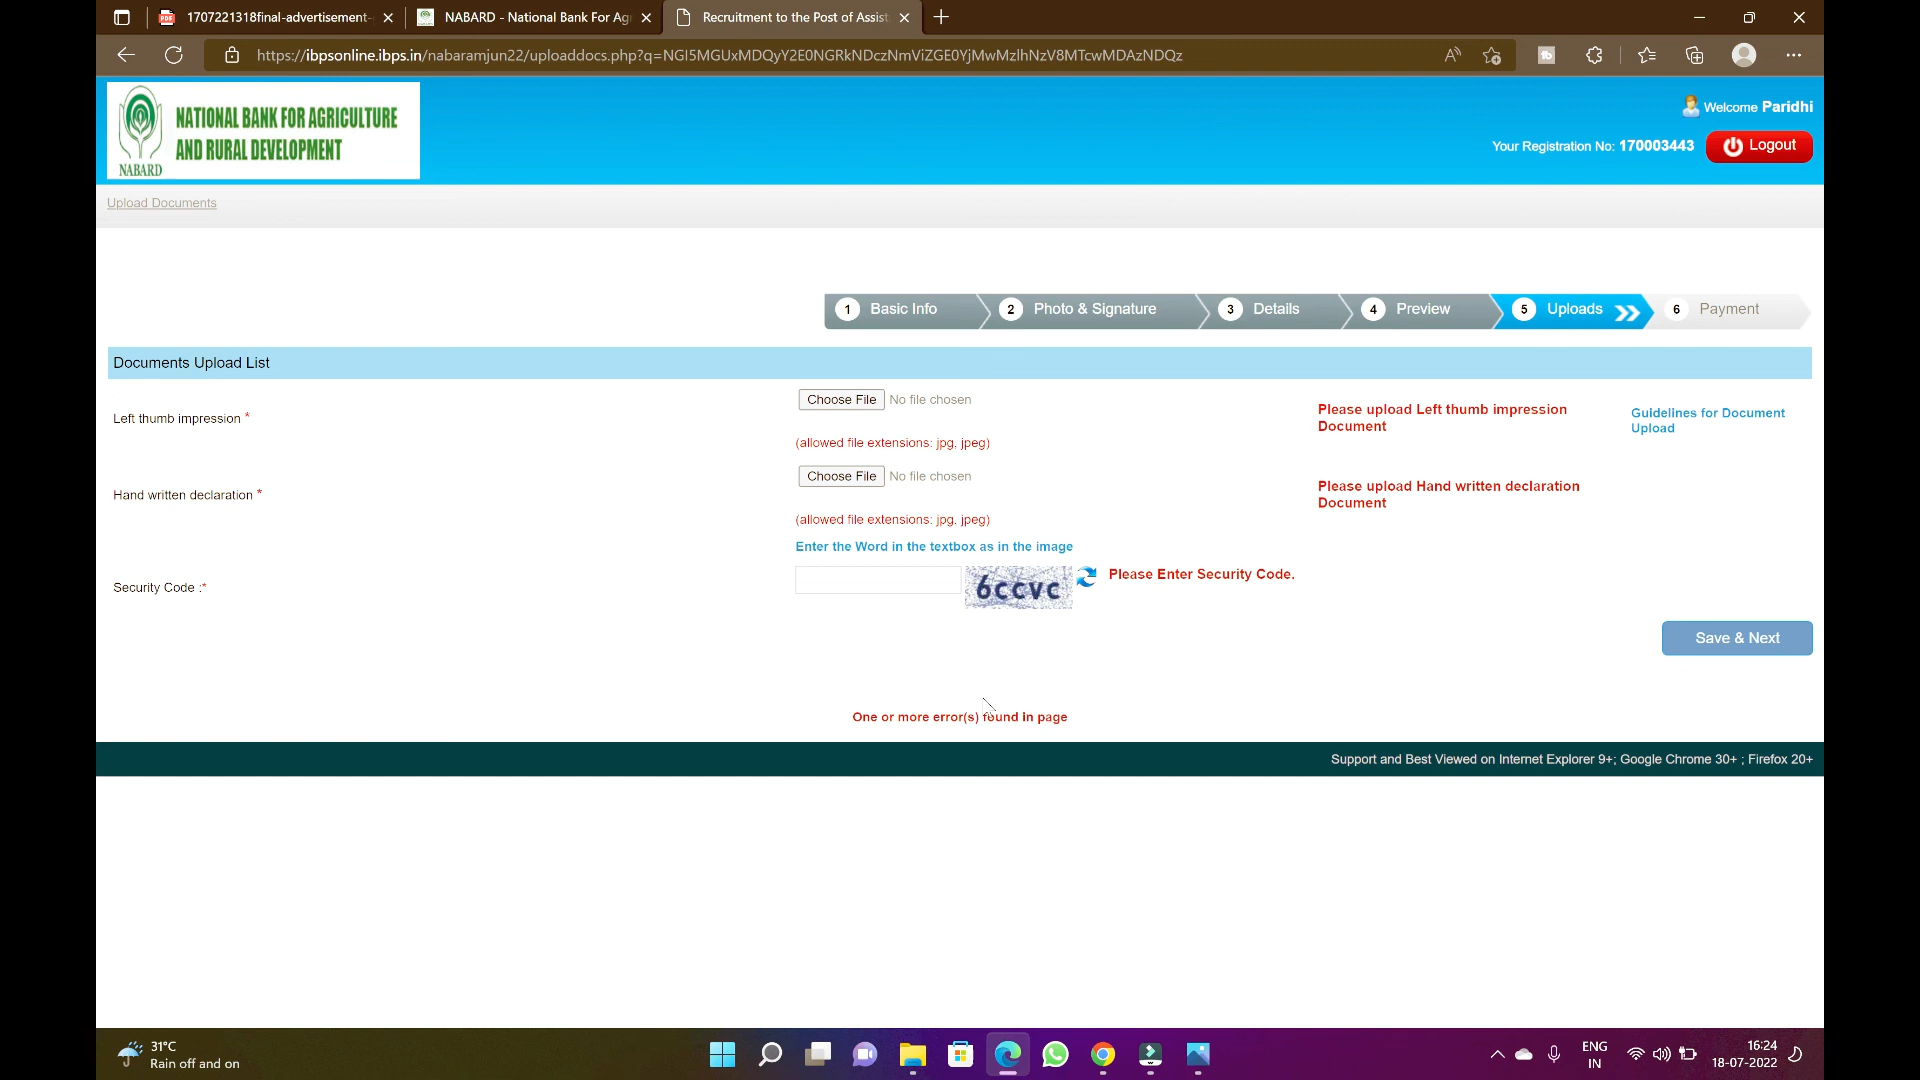 1707221318final-advertisement-
NABARD - National Bank For Ag
Recruitment to the Post of Assist
https://ibpsonline.ibps.in/nabaramjun22/uploaddocs.php?q=NGI5MGUxMDQyY2E0NGRkNDczNmViZGE0YjMwMzlhNzV8MTcwMDAzNDQz
NATIONAL BANK FOR AGRICULTURE
AND RURAL DEVELOPMENT
NABARD
Welcome Paridhi
Your Registration No: 170003443
Logout
Upload Documents
1 Basic Info
2 Photo & Signature
3 Details
4 Preview
5 Uploads
6 Payment
Documents Upload List
Left thumb impression *
Choose File No file chosen
(allowed file extensions: jpg, jpeg)
Please upload Left thumb impression
Document
Guidelines for Document
Upload
Hand written declaration *
Choose File No file chosen
(allowed file extensions: jpg, jpeg)
Please upload Hand written declaration
Document
Enter the Word in the textbox as in the image
Security Code :*
6ccvc
Please Enter Security Code.
Save & Next
One or more error(s) found in page
Support and Best Viewed on Internet Explorer 9+; Google Chrome 30+ ; Firefox 20+
31°C
Rain off and on
ENG
IN
16:24
18-07-2022